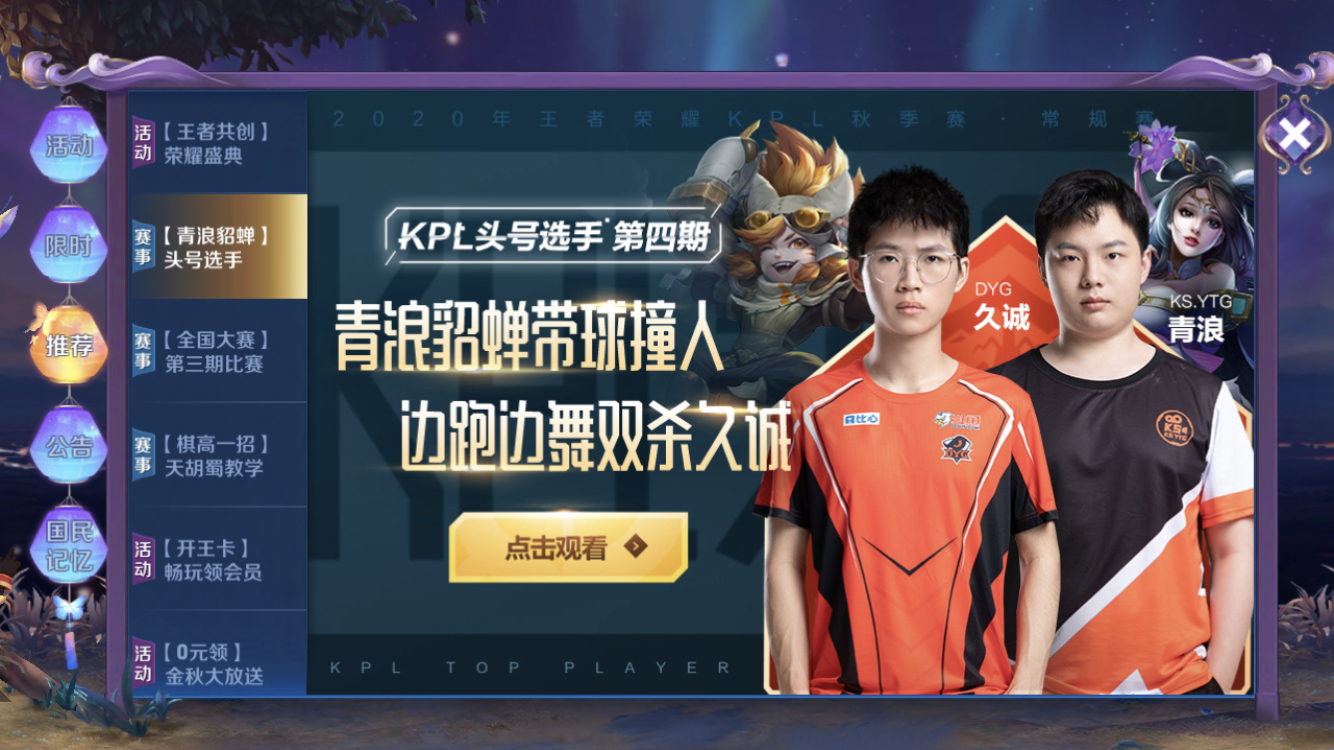 活动
限时
推荐
公告
国民
记忆
活动
【王者共创】
荣耀盛典
赛事
【青浪貂蝉】
头号选手
赛事
【全国大赛】
第三期比赛
赛事
【棋高一招】
天胡蜀教学
活动
【开王卡】
畅玩领会员
活动
【0元领】
金秋大放送
2020年王者荣耀KPL秋季赛·常规赛
KPL头号选手 第四期
青浪貂蝉带球撞人
边跑边舞双杀久诚
点击观看
KPL TOP PLAYER
DYG
久诚
KS.YTG
青浪
比心
DYG
KS
KS.YTG